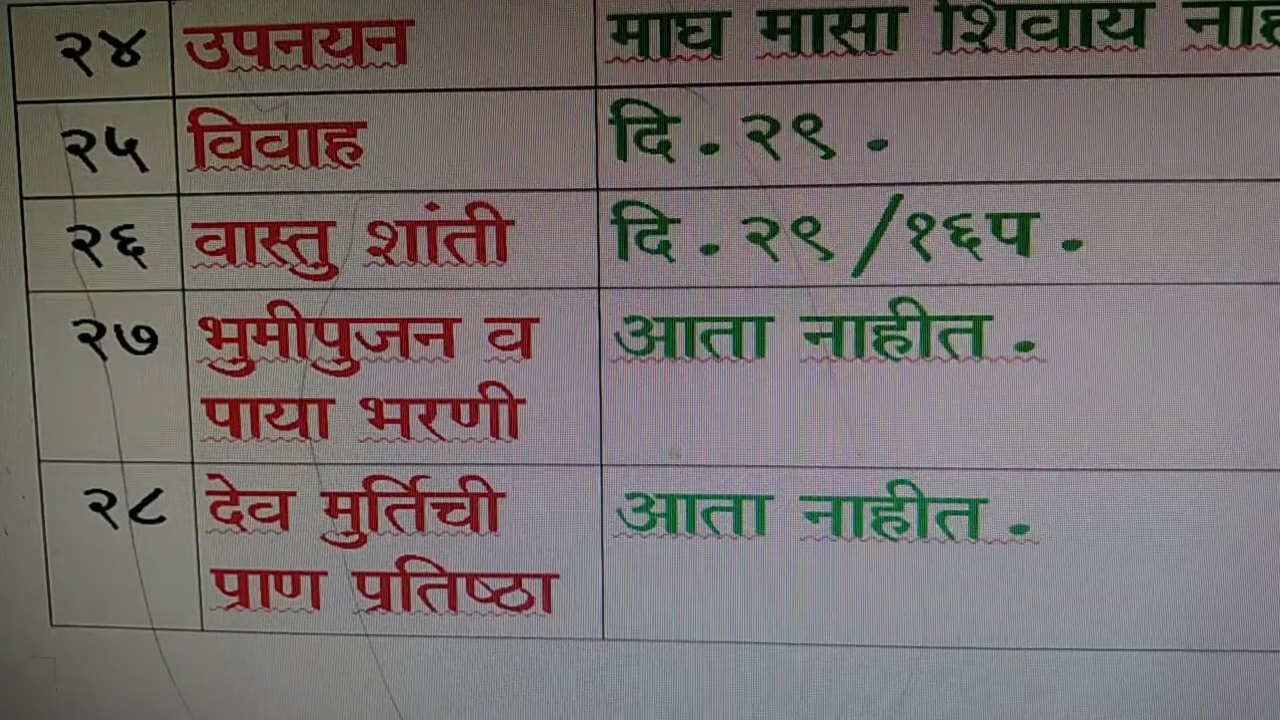 २४ उपनयन माघ मासा शिवाय
२५ विवाह दि . २९ .
२६ वास्तु शांती दि . २९ /१६प .
२७ भुमीपुजन व आता नाहीत .
पाया भरणी
२८ देव मुर्तिची आता नाहीत .
प्राण प्रतिष्ठा